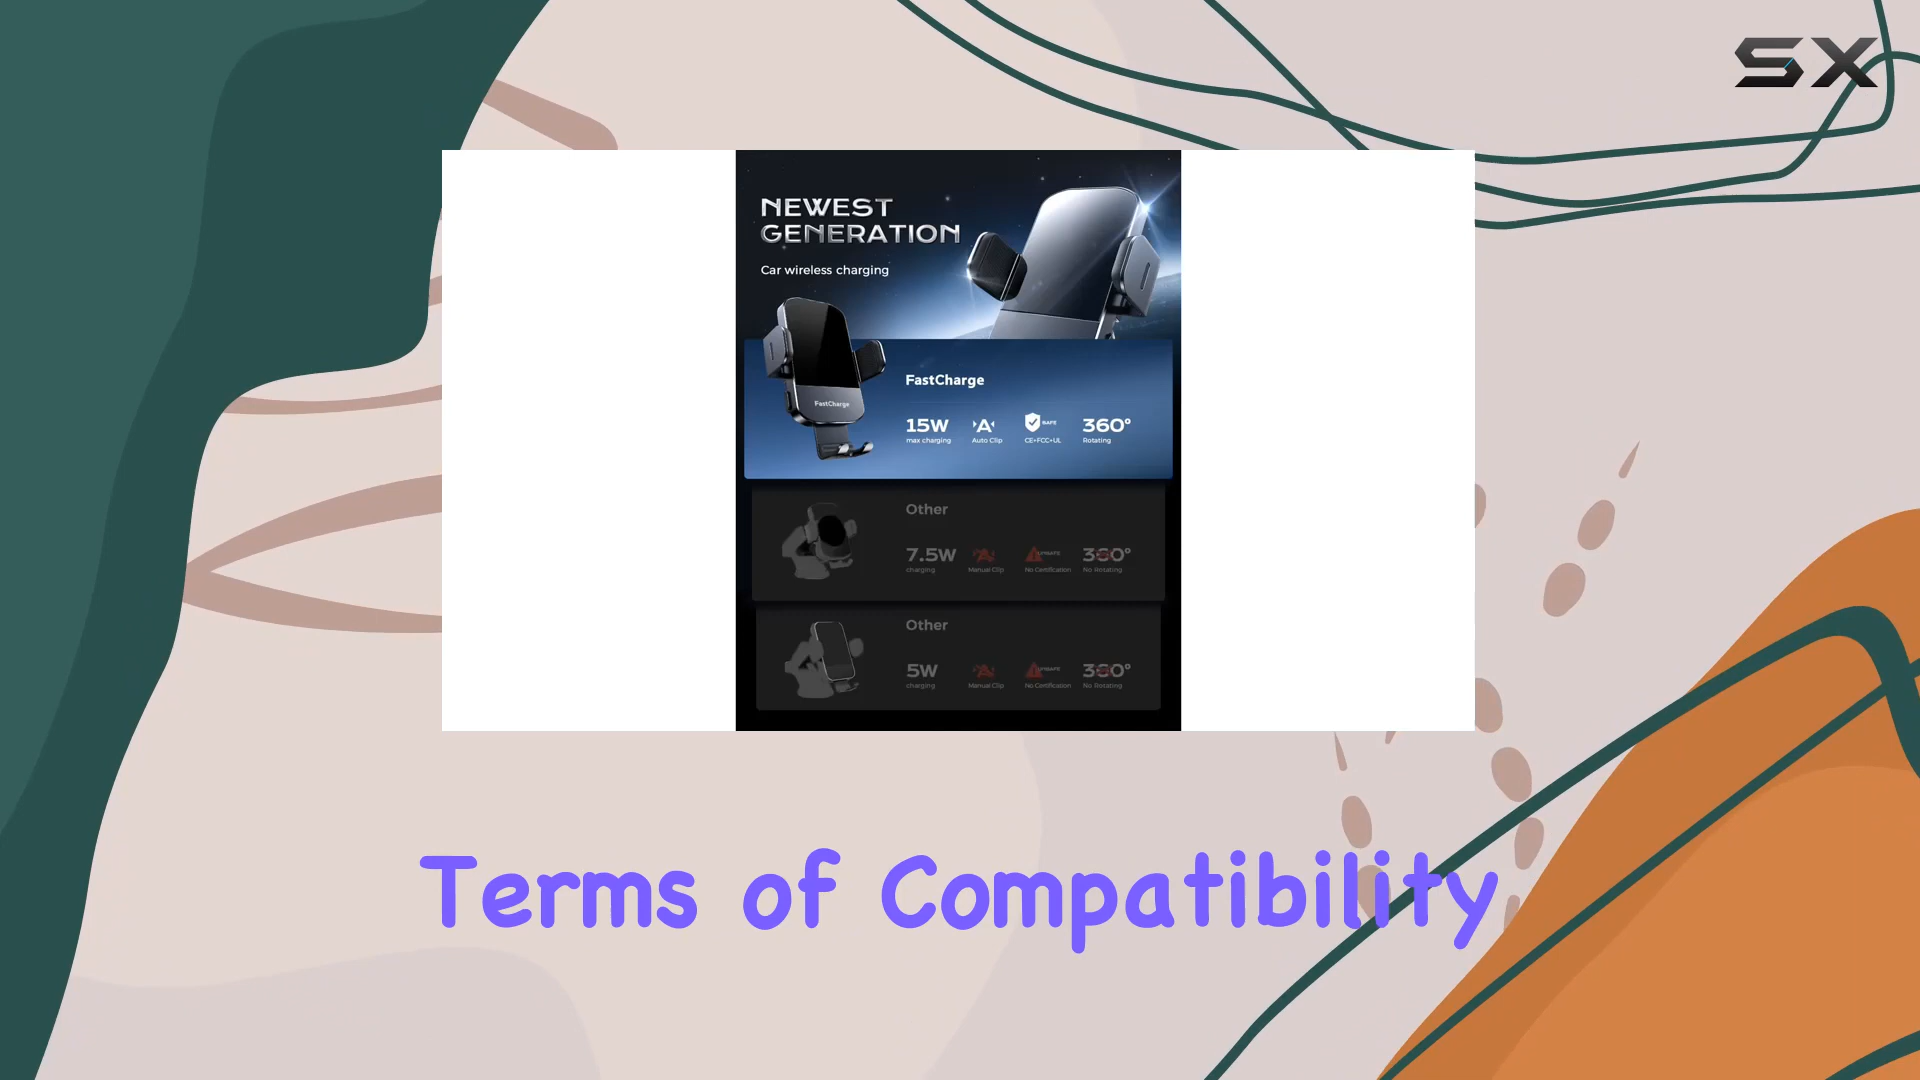 SX
NEWEST
GENERATION
Car wireless charging
FastCharge
FastCharge
15W
A
SAFE
360°
max charging
Auto Clip
CE+FCC+UL
Rotating
Other
7.5W
A
UNSAFE
360°
charging
Manual Clip
No Certification
No Rotating
Other
5W
A
UNSAFE
360°
charging
Manual Clip
No Certification
No Rotating
Terms of Compatibility